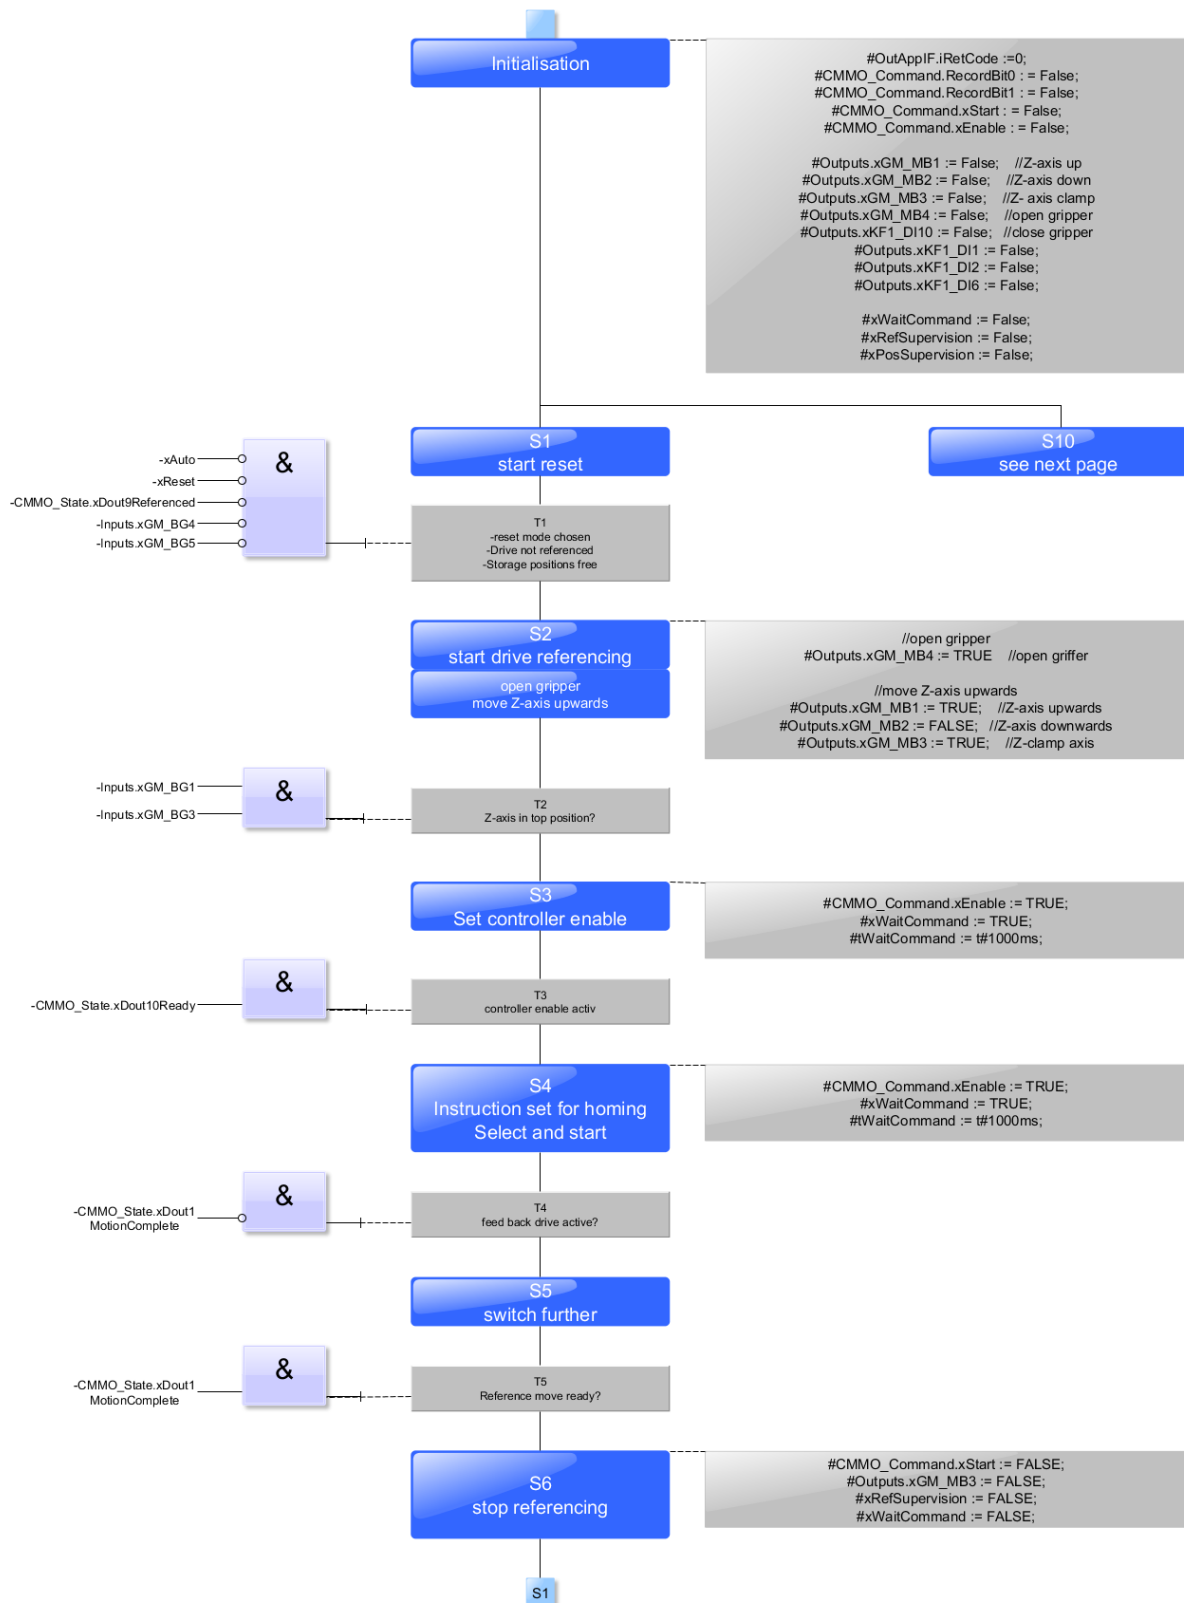 Initialisation
#OutAppIF.iRetCode :=0;
#CMMO_Command.RecordBit0 : = False;
#CMMO_Command.RecordBit1 : = False;
#CMMO_Command.xStart : = False;
#CMMO_Command.xEnable : = False;
#Outputs.xGM_MB1 := False; //Z-axis up
#Outputs.xGM_MB2 := False; //Z-axis down
#Outputs.xGM_MB3 := False; //Z- axis clamp
#Outputs.xGM_MB4 := False; //open gripper
#Outputs.xKF1_DI10 := False; //close gripper
#Outputs.xKF1_DI1 := False;
#Outputs.xKF1_DI2 := False;
#Outputs.xKF1_DI6 := False;
#xWaitCommand := False;
#xRefSupervision := False;
#xPosSupervision := False;
S1
start reset
S10
see next page
&
-xAuto
-xReset
-CMMO_State.xDout9Referenced
-Inputs.xGM_BG4
-Inputs.xGM_BG5
T1
-reset mode chosen
-Drive not referenced
-Storage positions free
S2
start drive referencing
open gripper
move Z-axis upwards
//open gripper
#Outputs.xGM_MB4 := TRUE //open griffer
//move Z-axis upwards
#Outputs.xGM_MB1 := TRUE; //Z-axis upwards
#Outputs.xGM_MB2 := FALSE; //Z-axis downwards
#Outputs.xGM_MB3 := TRUE; //Z-clamp axis
&
-Inputs.xGM_BG1
-Inputs.xGM_BG3
T2
Z-axis in top position?
S3
Set controller enable
#CMMO_Command.xEnable := TRUE;
#xWaitCommand := TRUE;
#tWaitCommand := t#1000ms;
&
-CMMO_State.xDout10Ready
T3
controller enable activ
S4
Instruction set for homing
Select and start
#CMMO_Command.xEnable := TRUE;
#xWaitCommand := TRUE;
#tWaitCommand := t#1000ms;
&
-CMMO_State.xDout1
MotionComplete
T4
feed back drive active?
S5
switch further
&
-CMMO_State.xDout1
MotionComplete
T5
Reference move ready?
S6
stop referencing
#CMMO_Command.xStart := FALSE;
#Outputs.xGM_MB3 := FALSE;
#xRefSupervision := FALSE;
#xWaitCommand := FALSE;
S1